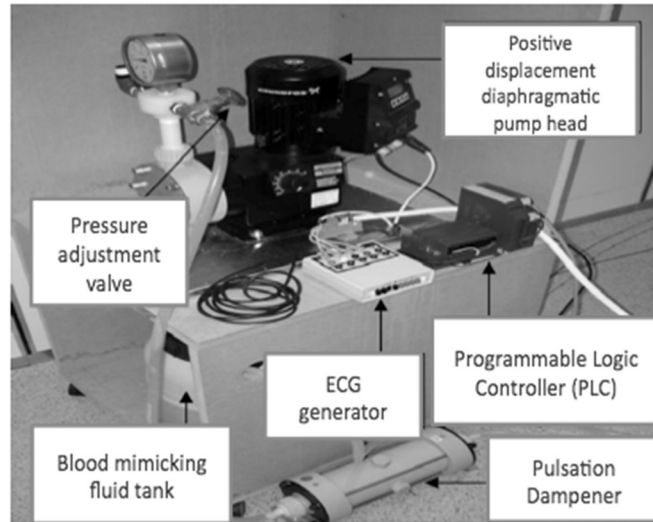 Positive
displacement
diaphragmatic
pump head
GRUNDFOS
Pressure
adjustment
valve
ECG
generator
Programmable Logic
Controller (PLC)
Blood mimicking
fluid tank
Pulsation
Dampener